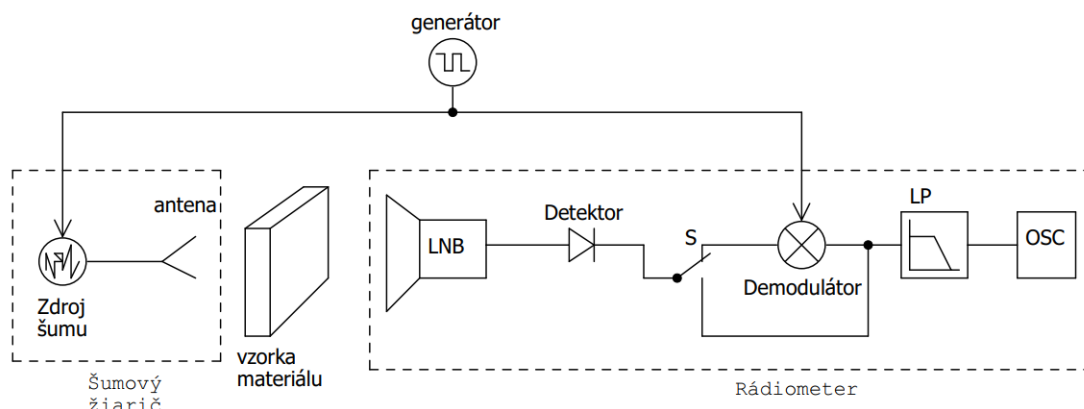 generátor
antena
Zdroj
šumu
vzorka
materiálu
Šumový
žiarič
LNB
Detektor
S
Demodulátor
LP
OSC
Rádiometer